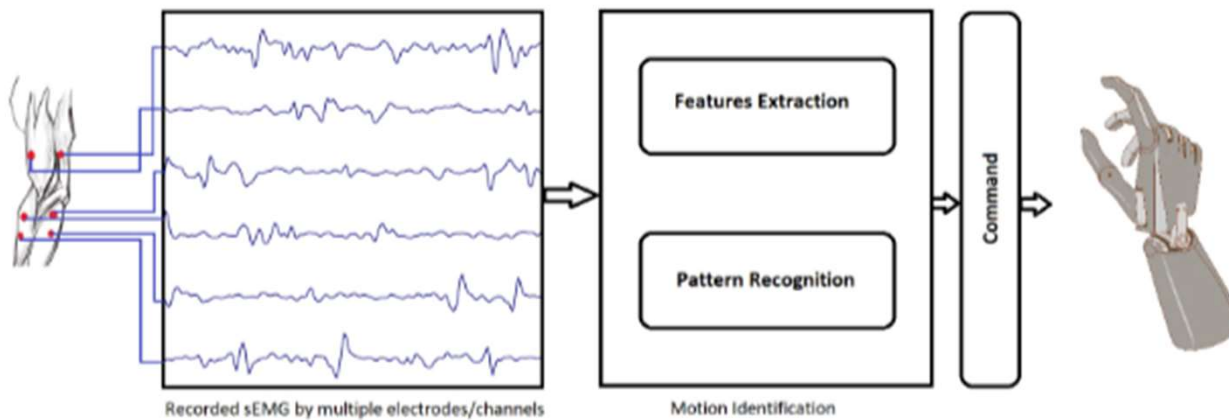 Features Extraction
Pattern Recognition
Command
Recorded sEMG by multiple electrodes/channels
Motion Identification